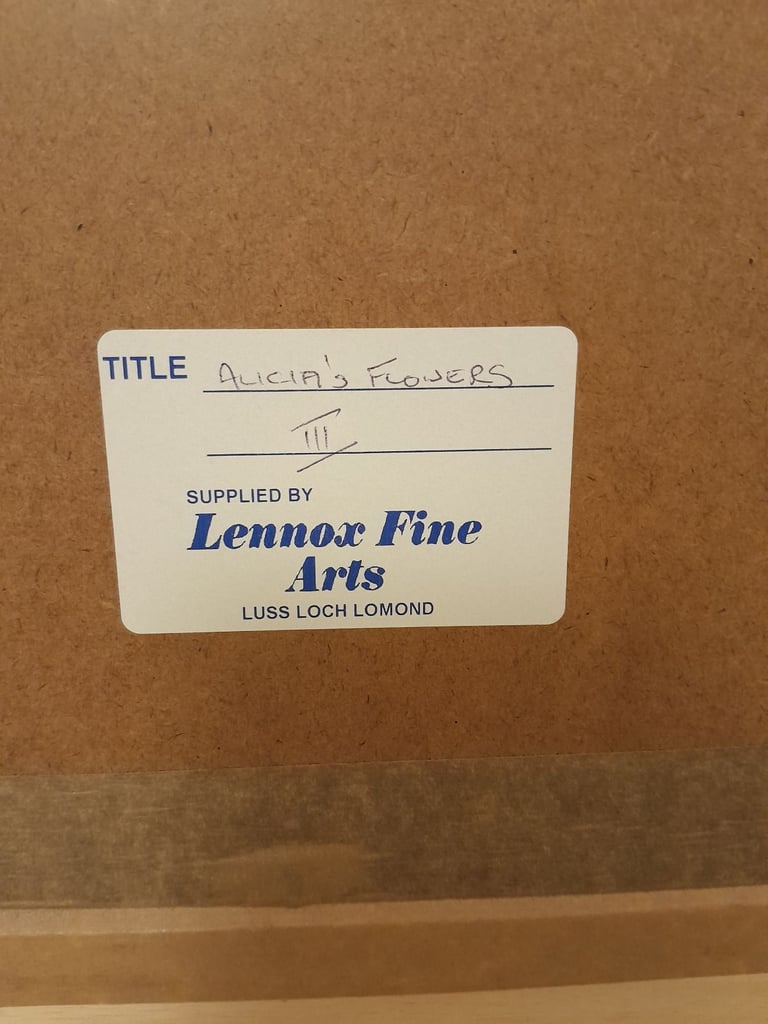 TITLE ALICIA's FLOWERS
III
SUPPLIED BY
Lennox Fine
Arts
LUSS LOCH LOMOND